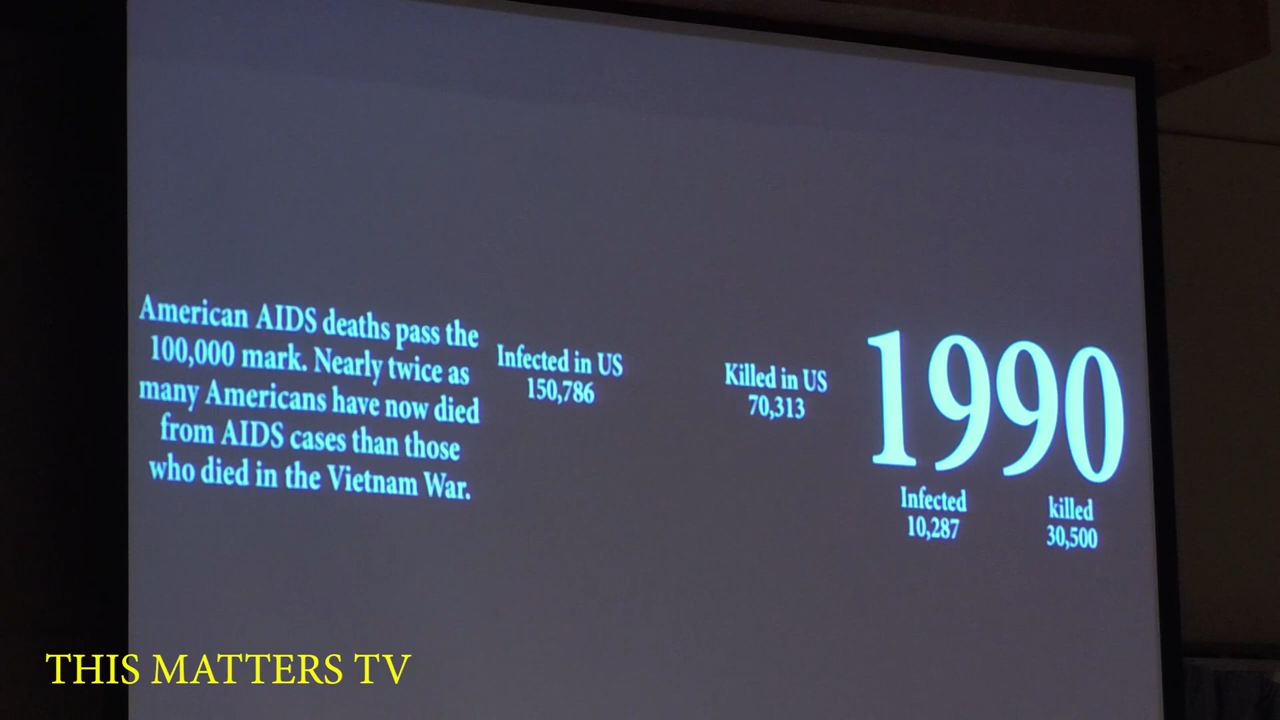 American AIDS deaths pass the
100,000 mark. Nearly twice as
many Americans have now died
from AIDS cases than those
who died in the Vietnam War.
Infected in US
150,786
Killed in US
70,313
1990
Infected
10,287
killed
30,500
THIS MATTERS TV